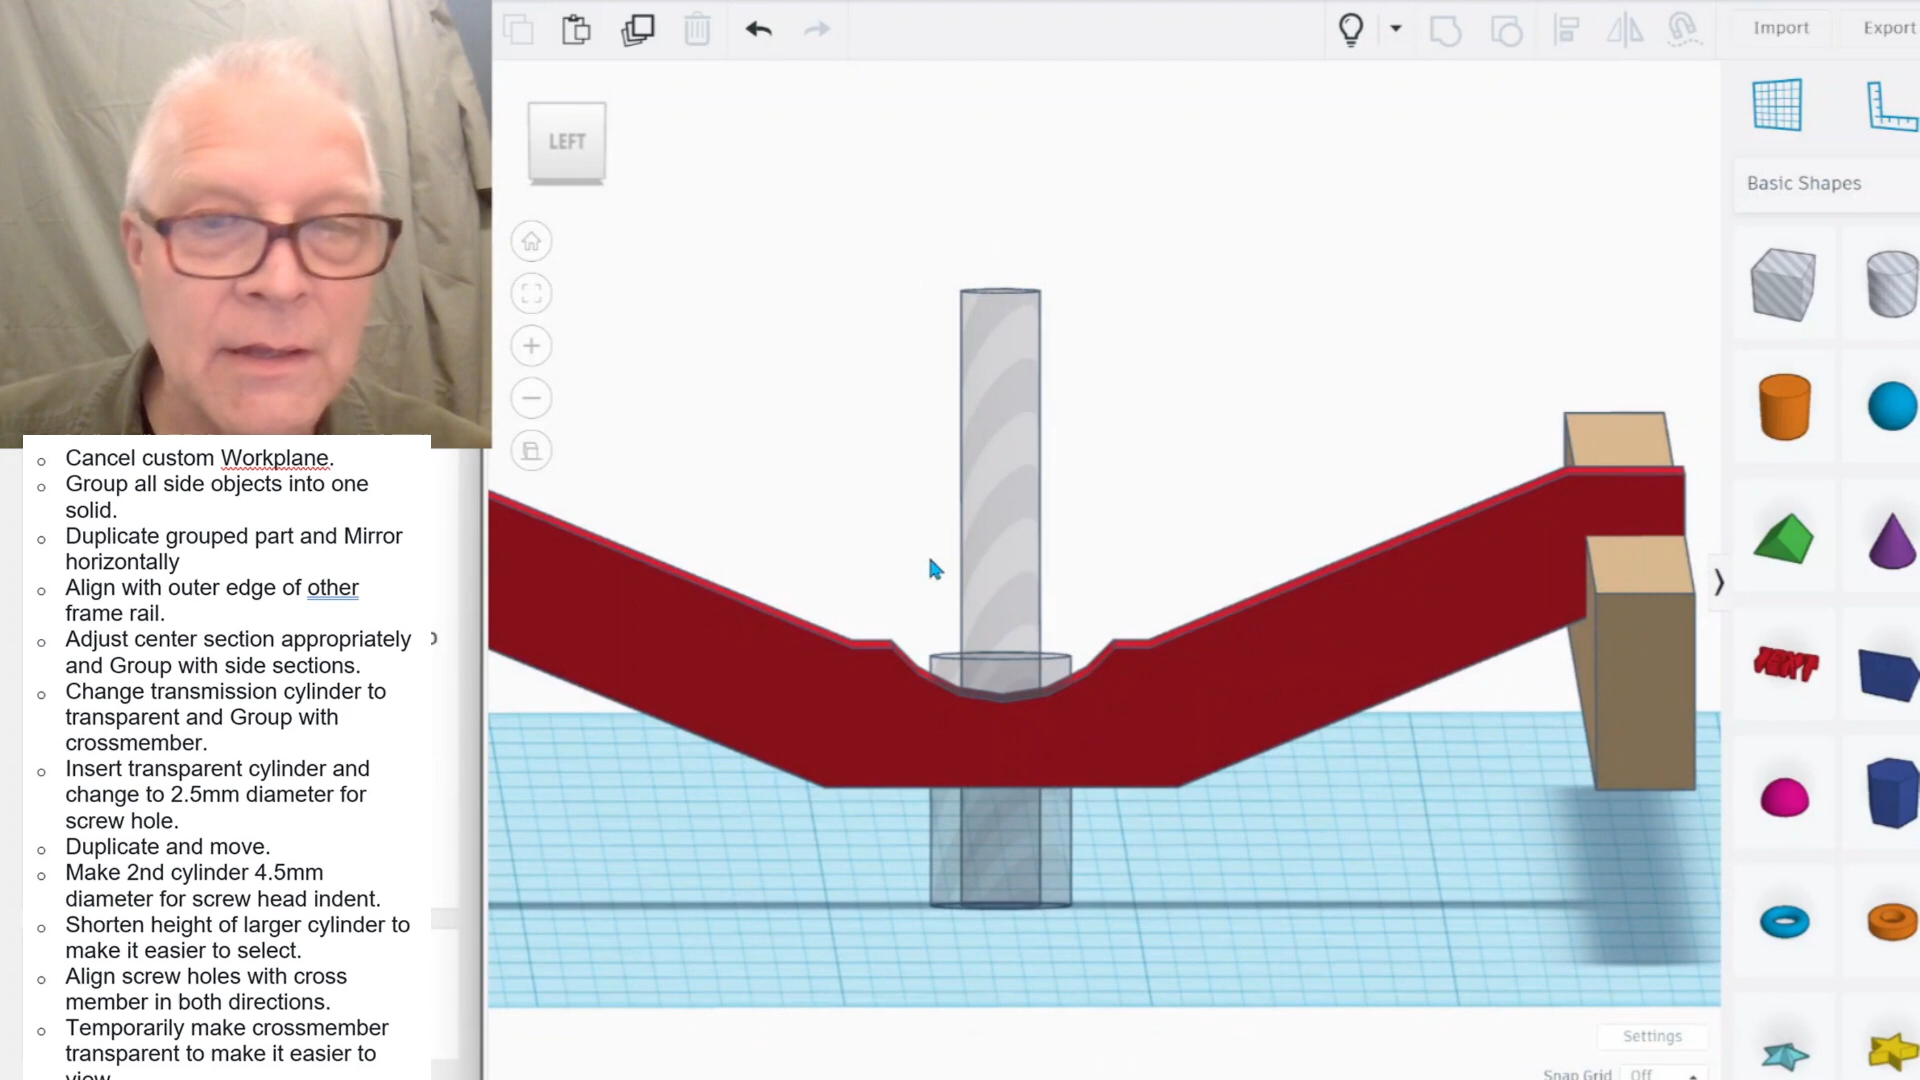 Import
Export
LEFT
Basic Shapes
TEXT
Cancel custom Workplane.
Group all side objects into one
solid.
Duplicate grouped part and Mirror
horizontally
Align with outer edge of other
frame rail.
Adjust center section appropriately
and Group with side sections.
Change transmission cylinder to
transparent and Group with
crossmember.
Insert transparent cylinder and
change to 2.5mm diameter for
screw hole.
Duplicate and move.
Make 2nd cylinder 4.5mm
diameter for screw head indent.
Shorten height of larger cylinder to
make it easier to select.
Align screw holes with cross
member in both directions.
Temporarily make crossmember
transparent to make it easier to
view
Settings
Snap Grid Off